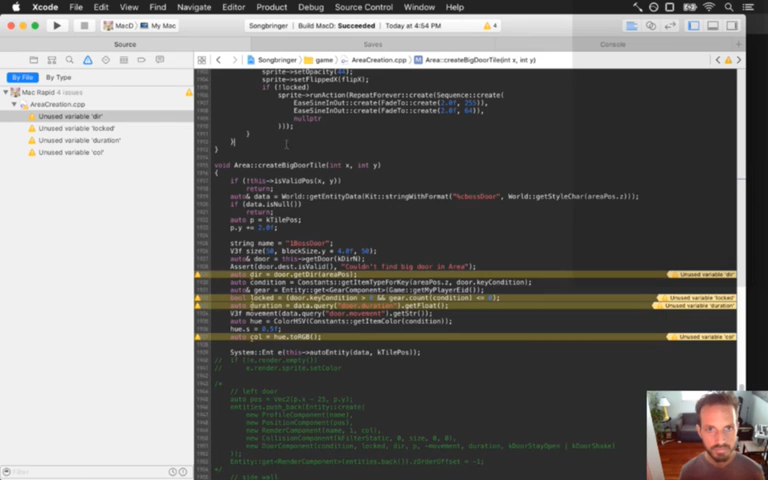 Xcode File Edit View Navigate Editor Product Debug Source Control Window Help
MacD My Mac Songbringer Build MacD: Succeeded Today at 4:54 PM 4
Source Saves Console
Songbringer game AreaCreation.cpp Area::createBigDoorTile(int x, int y)
By File By Type
Mac Rapid 4 issues
AreaCreation.cpp
Unused variable 'dir'
Unused variable 'locked'
Unused variable 'duration'
Unused variable 'col'
sprite->setOpacity(44);
sprite->setFlippedX(flipX);
if (!locked)
sprite->runAction(RepeatForever::create(Sequence::create(
EaseSineInOut::create(FadeTo::create(2.0f, 255)),
EaseSineInOut::create(FadeTo::create(2.0f, 64)),
nullptr
)));
}
}
}
void Area::createBigDoorTile(int x, int y)
{
if (!this->isValidPos(x, y))
return;
auto& data = World::getEntityData(Kit::stringWithFormat("%cbossDoor", World::getStyleChar(areaPos.z)));
if (data.isNull())
return;
auto p = kTilePos;
p.y += 2.0f;
string name = "1BossDoor";
V3f size(50, blockSize.y * 4.0f, 50);
auto& door = this->getDoor(kDirN);
Assert(door.dest.isValid(), "Couldn't find big door in Area");
auto dir = door.getDir(areaPos); Unused variable 'dir'
auto condition = Constants::getItemTypeForKey(areaPos.z, door.keyCondition);
auto& gear = Entity::get<GearComponent>(Game::getMyPlayerEid());
bool locked = (door.keyCondition > 0 && gear.count(condition) <= 0); Unused variable 'locked'
auto duration = data.query("door.duration").getFloat(); Unused variable 'duration'
V3f movement(data.query("door.movement").getStr());
auto hue = ColorHSV(Constants::getItemColor(condition));
hue.s = 0.5f;
auto col = hue.toRGB(); Unused variable 'col'
System::Ent e(this->autoEntity(data, kTilePos));
// if (!e.render.empty())
// e.render.sprite.setColor
/*
// left door
auto pos = Vec2(p.x - 25, p.y);
entities.push_back(Entity::create(
new ProfileComponent(name),
new PositionComponent(pos),
new RenderComponent(name, 1, col),
new CollisionComponent(kFilterStatic, 0, size, 0, 0),
new DoorComponent(condition, locked, dir, p, -movement, duration, kDoorStayOpen | kDoorShake)
));
Entity::get<RenderComponent>(entities.back()).zOrderOffset = -1;
// side wall
Filter